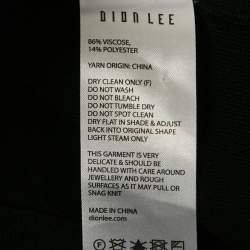 DION LEE
86% VISCOSE,
14% POLYESTER
YARN ORIGIN: CHINA
DRY CLEAN ONLY (F)
DO NOT WASH
DO NOT BLEACH
DO NOT TUMBLE DRY
DO NOT SPOT CLEAN
DRY FLAT IN SHADE & ADJUST
BACK INTO ORIGINAL SHAPE
LIGHT STEAM ONLY
THIS GARMENT IS VERY
DELICATE & SHOULD BE
HANDLED WITH CARE AROUND
JEWELLERY AND ROUGH
SURFACES AS IT MAY PULL OR
SNAG KNIT
MADE IN CHINA
dionlee.com